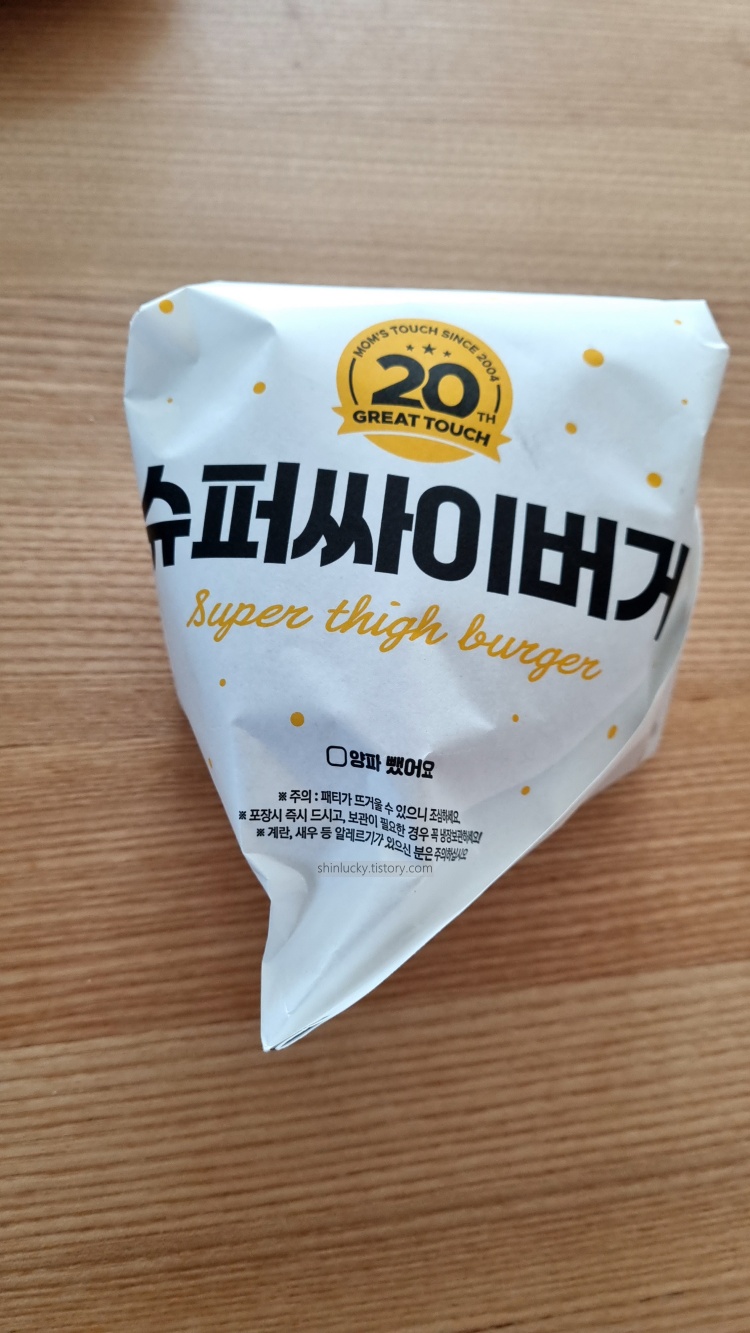 MOM'S TOUCH SINCE 2004
20TH
GREAT TOUCH
슈퍼싸이버거
Super thigh burger
양파 뺐어요
※ 주의 : 패티가 뜨거울 수 있으니 조심하세요.
※ 포장시 즉시 드시고, 보관이 필요한 경우 꼭 냉장보관하세요!
※ 계란, 새우 등 알레르기가 있으신 분은 주의하십시오
shinlucky.tistory.com